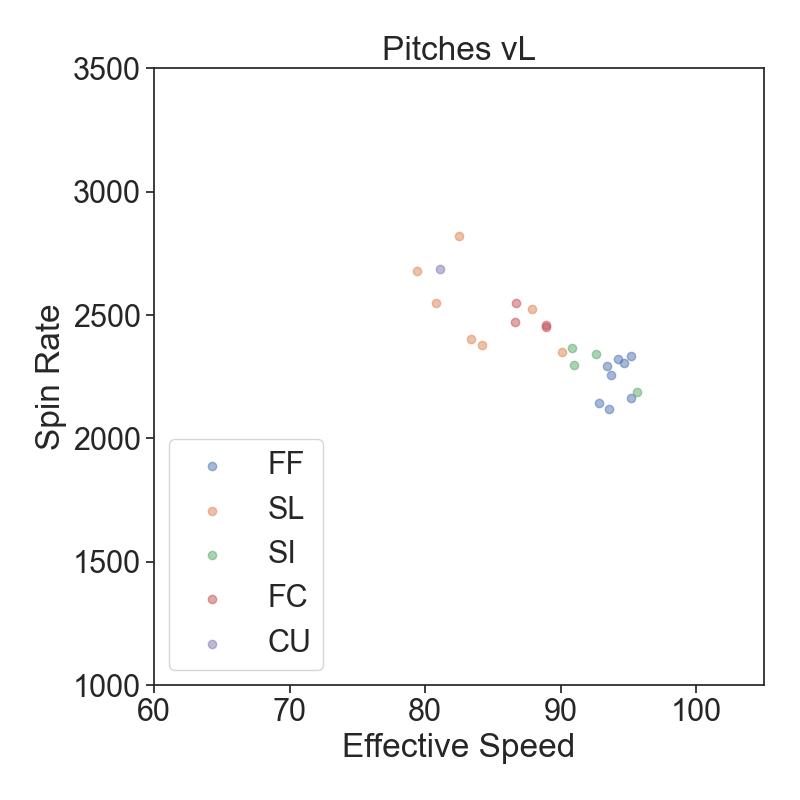 Pitches vL
3500
3000
2500
2000
1500
1000
Spin Rate
FF
SL
SI
FC
CU
60 70 80 90 100
Effective Speed